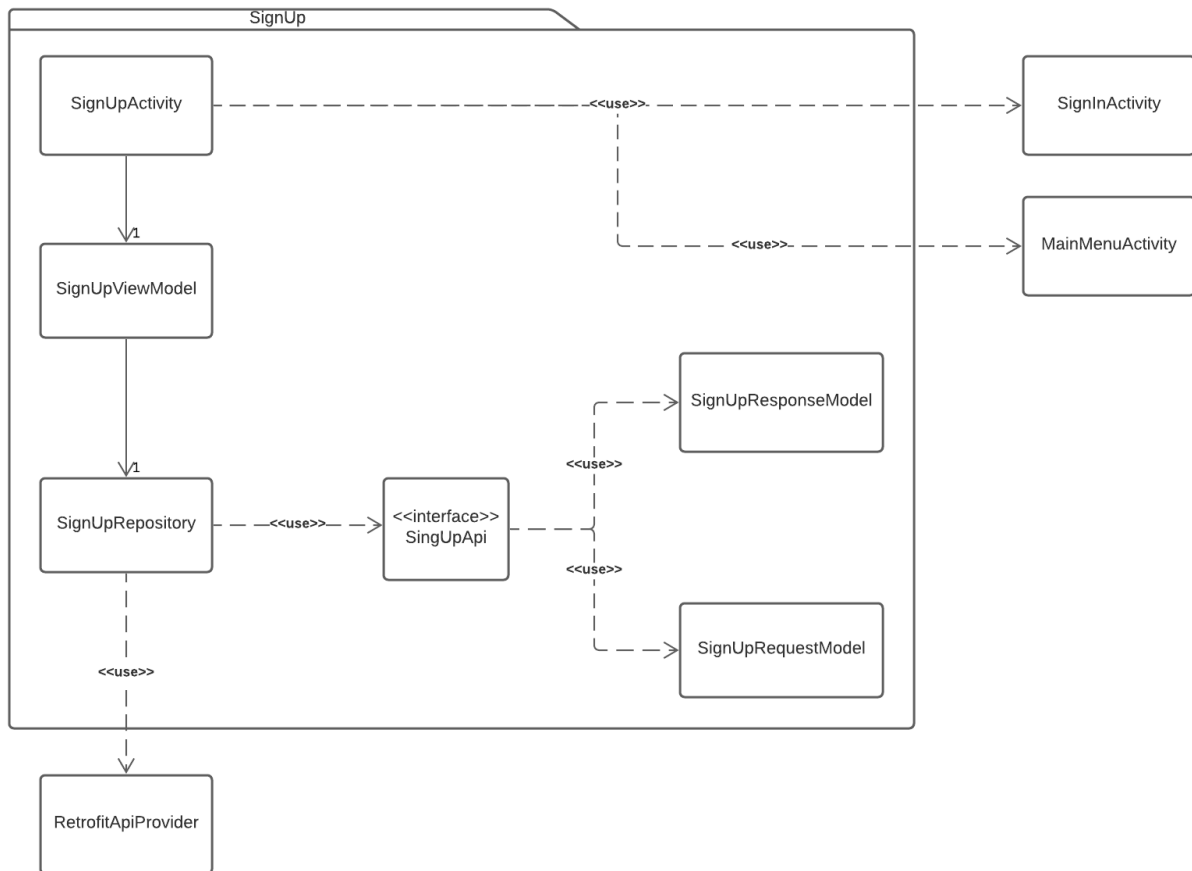 SignUp
SignUpActivity
<<use>>
SignInActivity
<<use>>
MainMenuActivity
1
SignUpViewModel
SignUpResponseModel
<<use>>
1
SignUpRepository
<<use>>
<<interface>>
SingUpApi
<<use>>
SignUpRequestModel
<<use>>
RetrofitApiProvider